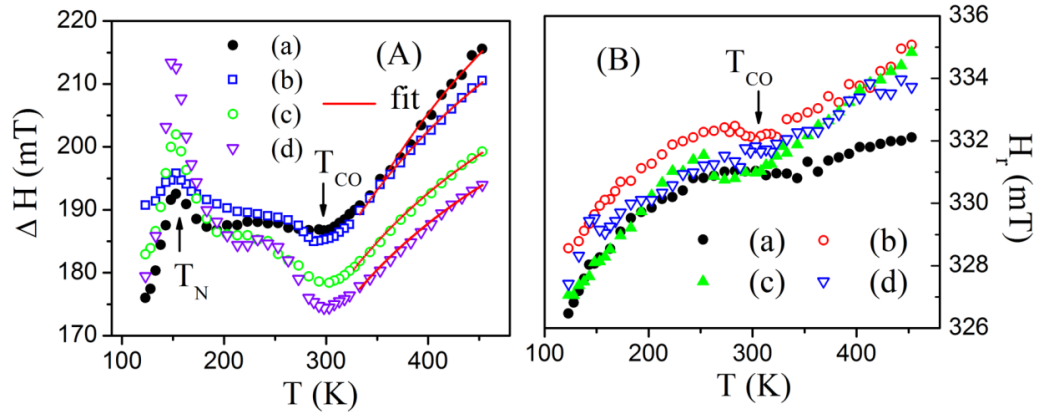 220
210
200
190
180
170
100
200
300
400
Δ H (mT)
T (K)
(A)
(a)
(b)
(c)
(d)
fit
T_CO
T_N
(B)
T_CO
(a)
(b)
(c)
(d)
336
334
332
330
328
326
100
200
300
400
H_r (mT)
T (K)